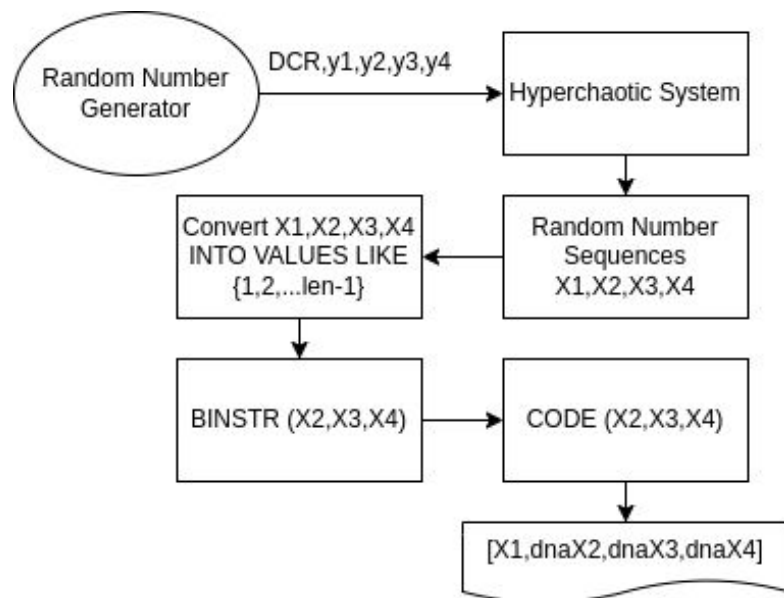 Random Number
Generator
DCR,y1,y2,y3,y4
Hyperchaotic System
Random Number
Sequences
X1,X2,X3,X4
Convert X1,X2,X3,X4
INTO VALUES LIKE
{1,2,...len-1}
BINSTR (X2,X3,X4)
CODE (X2,X3,X4)
[X1,dnaX2,dnaX3,dnaX4]